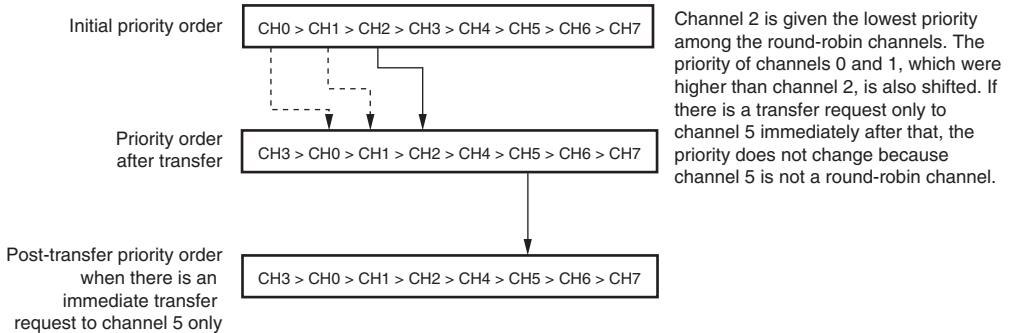 Initial priority order
CH0 > CH1 > CH2 > CH3 > CH4 > CH5 > CH6 > CH7
Channel 2 is given the lowest priority
among the round-robin channels. The
priority of channels 0 and 1, which were
higher than channel 2, is also shifted. If
there is a transfer request only to
channel 5 immediately after that, the
priority does not change because
channel 5 is not a round-robin channel.
Priority order
after transfer
CH3 > CH0 > CH1 > CH2 > CH4 > CH5 > CH6 > CH7
Post-transfer priority order
when there is an
immediate transfer
request to channel 5 only
CH3 > CH0 > CH1 > CH2 > CH4 > CH5 > CH6 > CH7